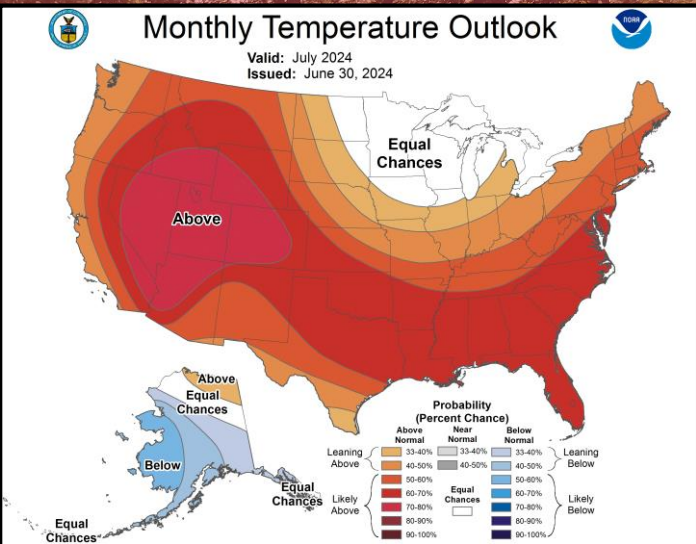 Monthly Temperature Outlook
NOAA
Valid: July 2024
Issued: June 30, 2024
Equal
Chances
Above
Above
Equal
Chances
Below
Equal
Chances
Equal
Chances
Probability
(Percent Chance)
Above
Normal
Near
Normal
Below
Normal
Leaning
Above
33-40%
33-40%
33-40%
Leaning
Below
40-50%
40-50%
40-50%
Likely
Above
50-60%
Equal
Chances
50-60%
Likely
Below
60-70%
60-70%
70-80%
70-80%
80-90%
80-90%
90-100%
90-100%